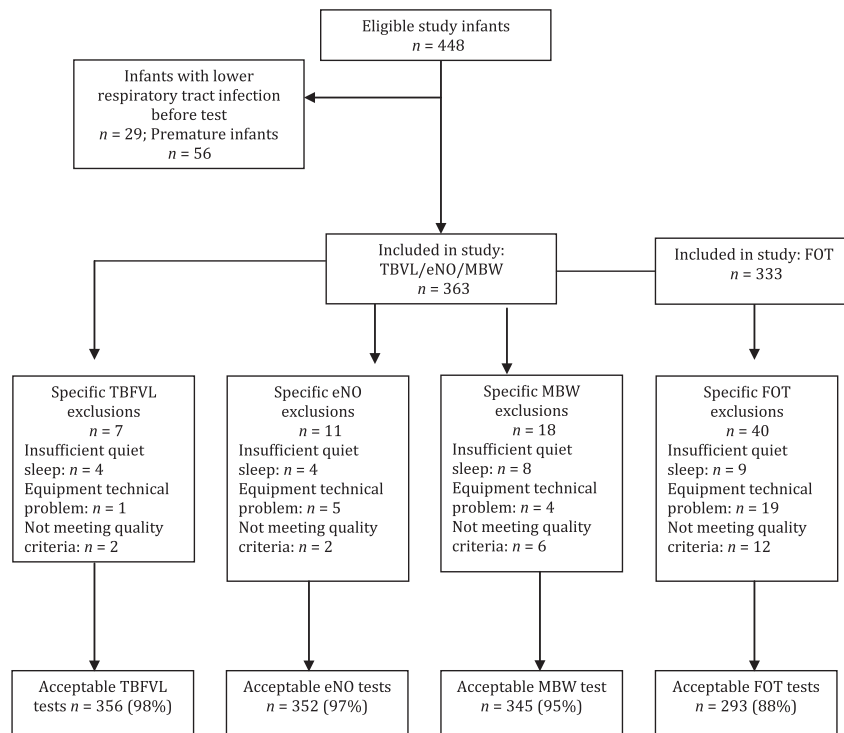 Eligible study infants
n = 448
Infants with lower
respiratory tract infection
before test
n = 29; Premature infants
n = 56
Included in study:
TBVL/eNO/MBW
n = 363
Included in study: FOT
n = 333
Specific TBFVL
exclusions
n = 7
Insufficient quiet
sleep: n = 4
Equipment technical
problem: n = 1
Not meeting quality
criteria: n = 2
Specific eNO
exclusions
n = 11
Insufficient quiet
sleep: n = 4
Equipment technical
problem: n = 5
Not meeting quality
criteria: n = 2
Specific MBW
exclusions
n = 18
Insufficient quiet
sleep: n = 8
Equipment technical
problem: n = 4
Not meeting quality
criteria: n = 6
Specific FOT
exclusions
n = 40
Insufficient quiet
sleep: n = 9
Equipment technical
problem: n = 19
Not meeting quality
criteria: n = 12
Acceptable TBFVL
tests n = 356 (98%)
Acceptable eNO tests
n = 352 (97%)
Acceptable MBW test
n = 345 (95%)
Acceptable FOT tests
n = 293 (88%)